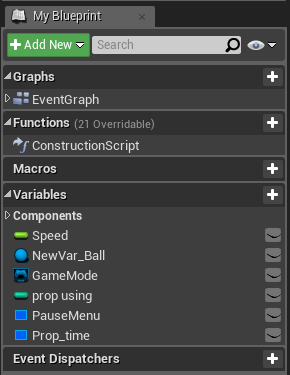 My Blueprint
Add New Search
Graphs
EventGraph
Functions (21 Overridable)
ConstructionScript
Macros
Variables
Components
Speed
NewVar_Ball
GameMode
prop using
PauseMenu
Prop_time
Event Dispatchers